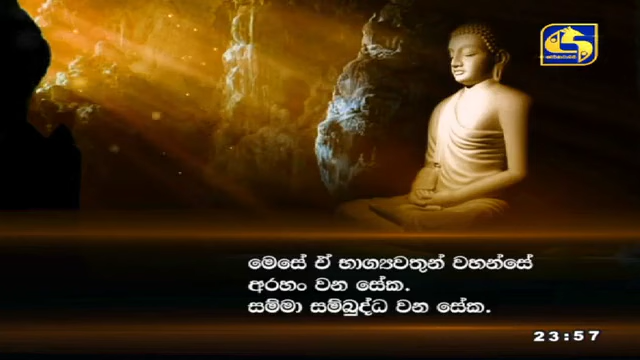 මෙසේ ඒ භාග්‍යවතුන් වහන්සේ
අරහං වන සේක.
සම්මා සම්බුද්ධ වන සේක.
23:57